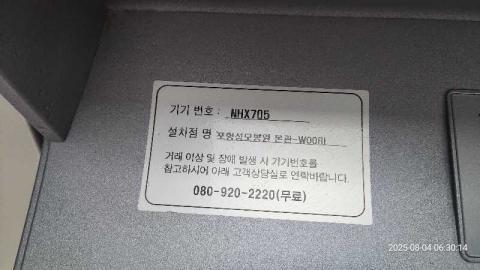 기기 번호 : NHX705
설치점 명 포항성모병원 본관-WOORI
거래 이상 및 장애 발생 시 기기번호를
참고하시어 아래 고객상담실로 연락바랍니다.
080-920-2220(무료)
2025-08-04 06:30:14